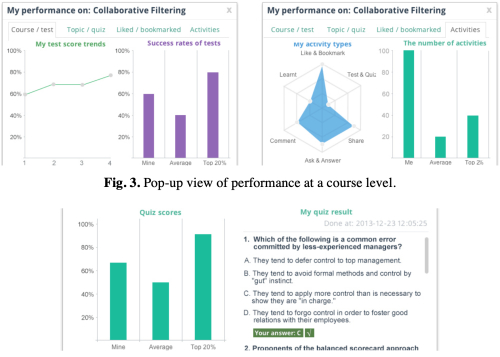 My performance on: Collaborative Filtering
x
Course / test
Topic / quiz
Liked / bookmarked
Activities
My test score trends
Success rates of tests
100%
80%
60%
40%
20%
1
2
3
4
100%
80%
60%
40%
20%
Mine
Average
Top 20%
My performance on: Collaborative Filtering
x
Course / test
Topic / quiz
Liked / bookmarked
Activities
My activity types
The number of activities
Like & Bookmark
Test & Quiz
Share
Ask & Answer
Comment
Learnt
100%
80%
60%
40%
20%
Me
Average
Top 2%
Fig. 3. Pop-up view of performance at a course level.
Quiz scores
100%
80%
60%
40%
20%
Mine
Average
Top 20%
My quiz result
Done at: 2013-12-23 12:05:25
1. Which of the following is a common error
committed by less-experienced managers?
A. They tend to defer control to top management.
B. They tend to avoid formal methods and control by
"gut" instinct.
C. They tend to apply more control than is necessary to
show they are "in charge."
D. They tend to forgo control in order to foster good
relations with their employees.
Your answer: C √
2. Proponents of the balanced scorecard approach